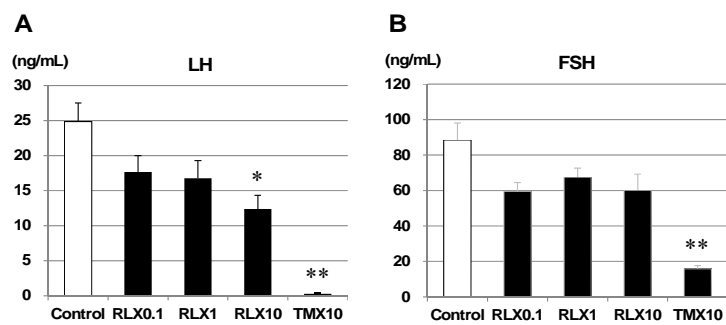 A
(ng/mL)
LH
30
25
20
15
10
5
0
*
**
Control RLX0.1 RLX1 RLX10 TMX10
B
(ng/mL)
FSH
120
100
80
60
40
20
0
**
Control RLX0.1 RLX1 RLX10 TMX10